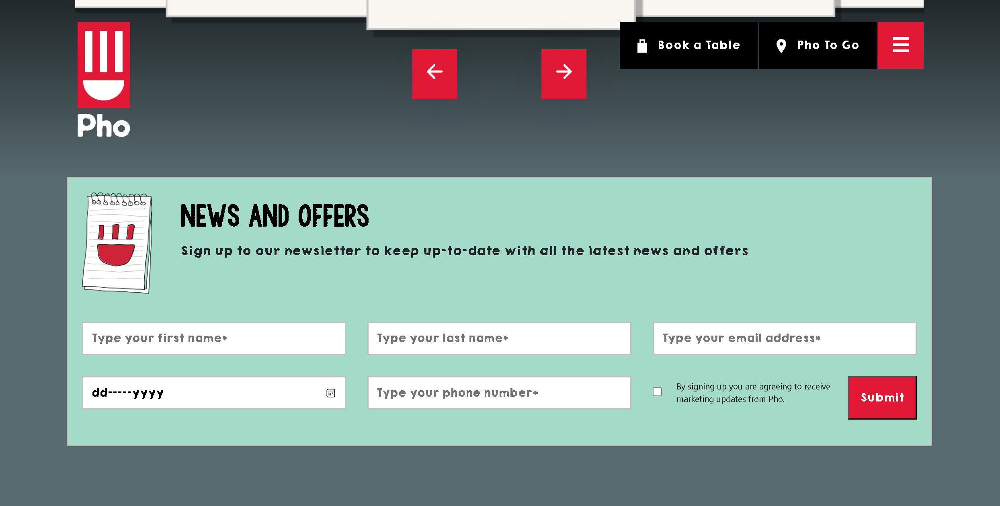 Book a Table
Pho To Go
Pho
NEWS AND OFFERS
Sign up to our newsletter to keep up-to-date with all the latest news and offers
Type your first name*
Type your last name*
Type your email address*
dd-----yyyy
Type your phone number*
By signing up you are agreeing to receive
marketing updates from Pho.
Submit